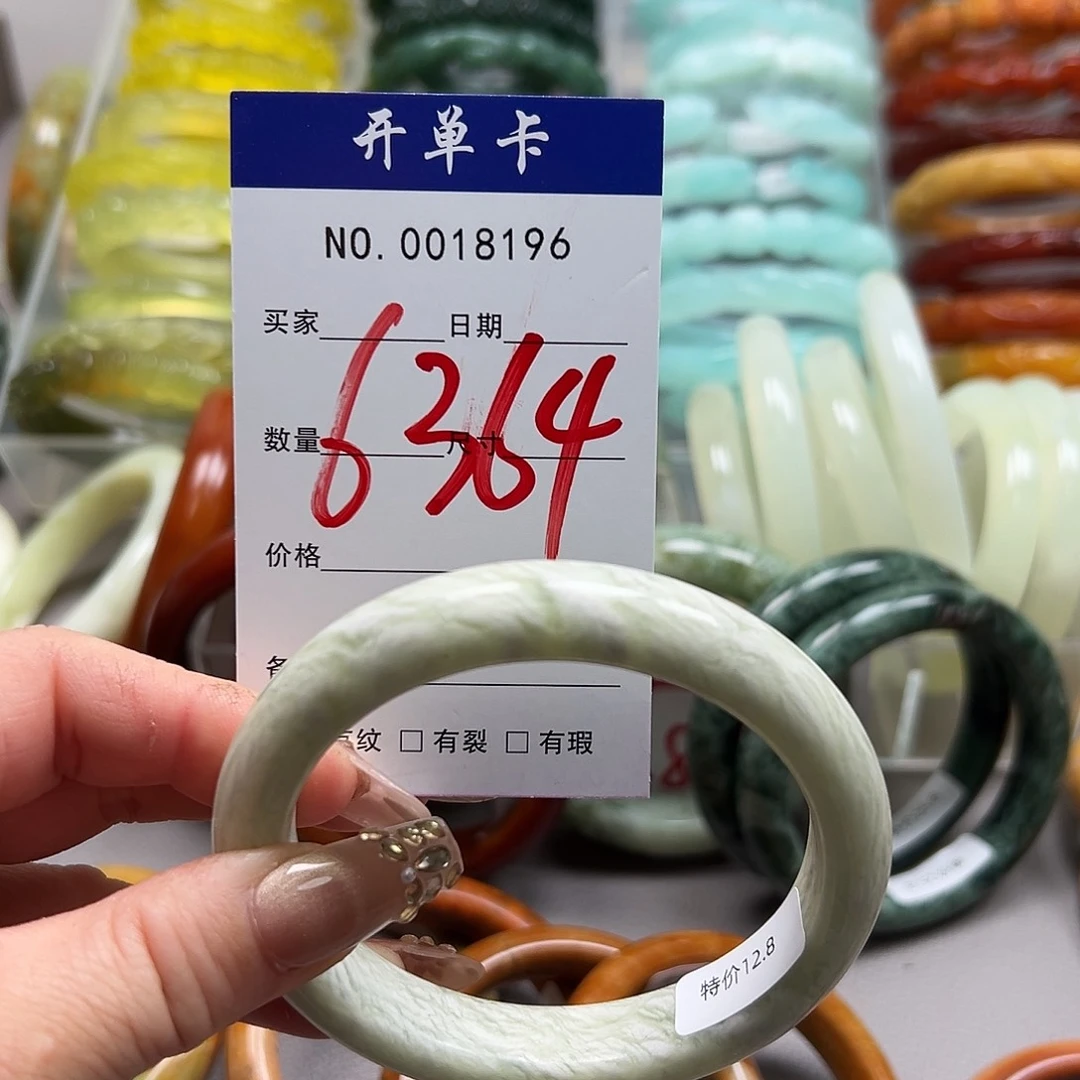 开单卡
NO. 0018196
买家 日期
6364
数量 尺寸
价格
纹 □ 有裂 □ 有瑕
特价12.8